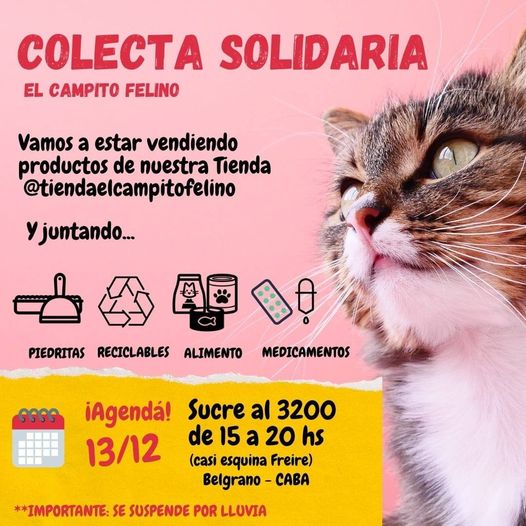 COLECTA SOLIDARIA
EL CAMPITO FELINO
Vamos a estar vendiendo
productos de nuestra Tienda
@tiendaelcampitofelino
Y juntando...
PIEDRITAS RECICLABLES ALIMENTO MEDICAMENTOS
¡Agendá!
13/12
Sucre al 3200
de 15 a 20 hs
(casi esquina Freire)
Belgrano - CABA
**IMPORTANTE: SE SUSPENDE POR LLUVIA